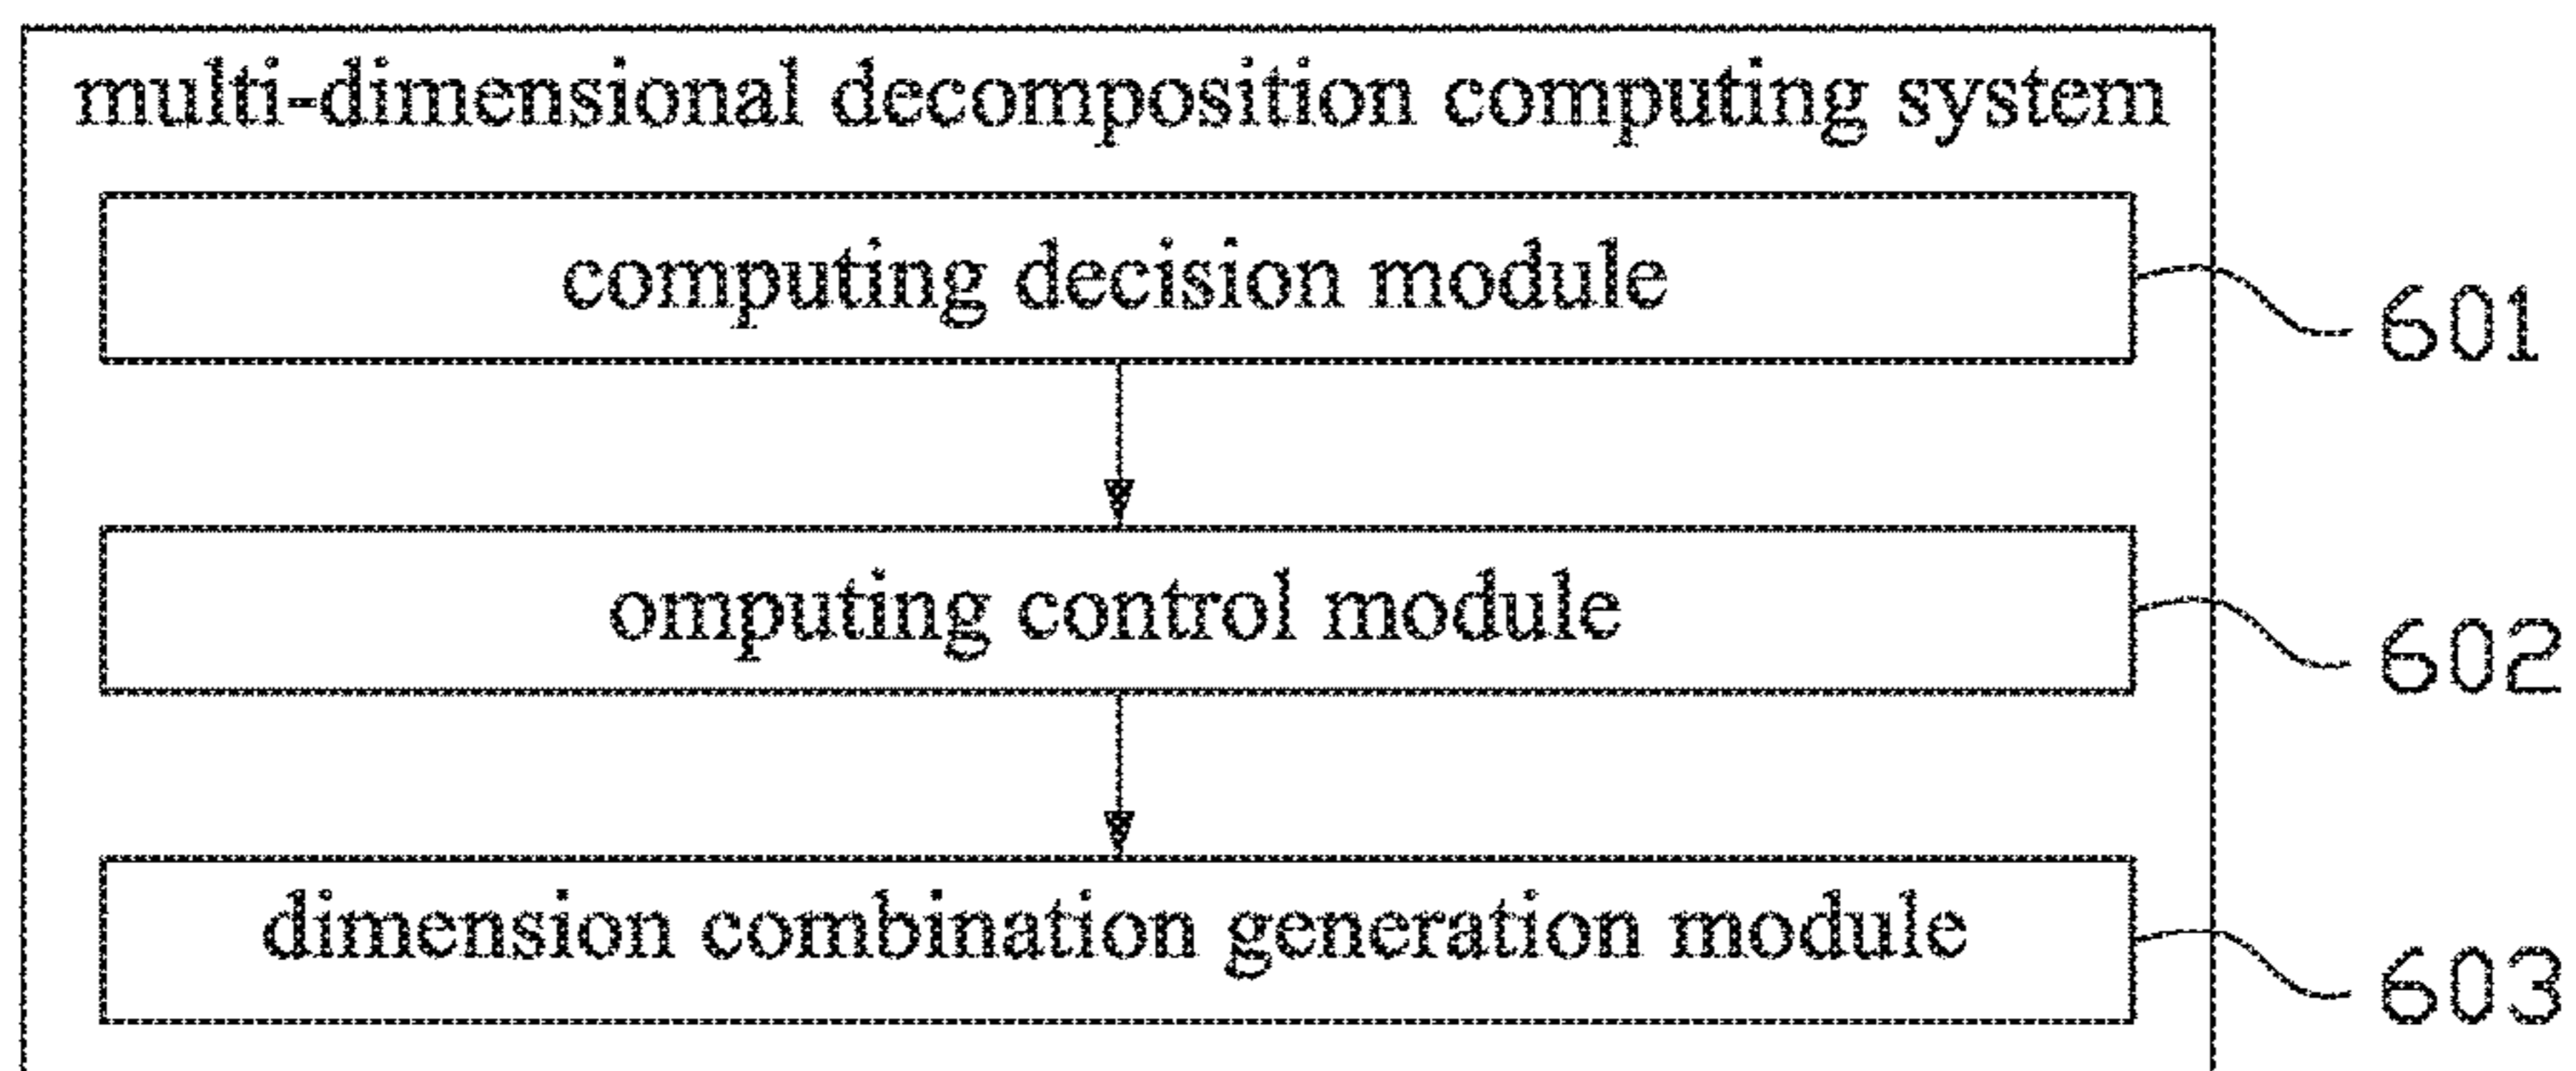 multi-dimensional decomposition computing system
computing decision module
601
omputing control module
602
dimension combination generation module
603